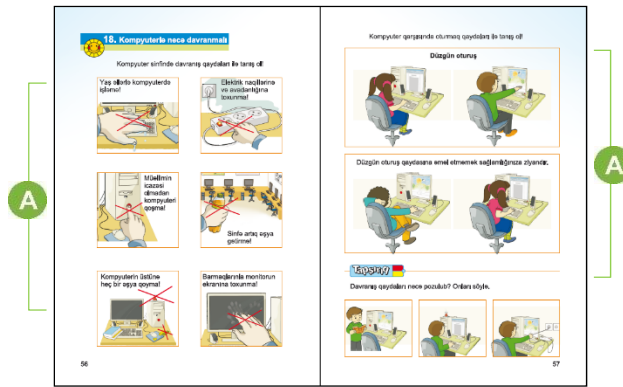 18. Kompyuterlə necə davranmalı
Kompyuter sinfində davranış qaydaları ilə tanış ol!
Yaş əllərlə kompyuterdə
işləmə!
Elektrik naqillərinə
və avadanlığına
toxunma!
Müəllimin
icazəsi
olmadan
kompyuteri
qoşma!
Sinfə artıq əşya
gətirmə!
Kompyuterin üstünə
heç bir əşya qoyma!
Barmaqlarınla monitorun
ekranına toxunma!
56
A
Kompyuter qarşısında oturmaq qaydaları ilə tanış ol!
Düzgün oturuş
Düzgün oturuş qaydasına əməl etməmək sağlamlığınıza ziyandır.
Tapşırıq
Davranış qaydaları necə pozulub? Onları söylə.
57
A